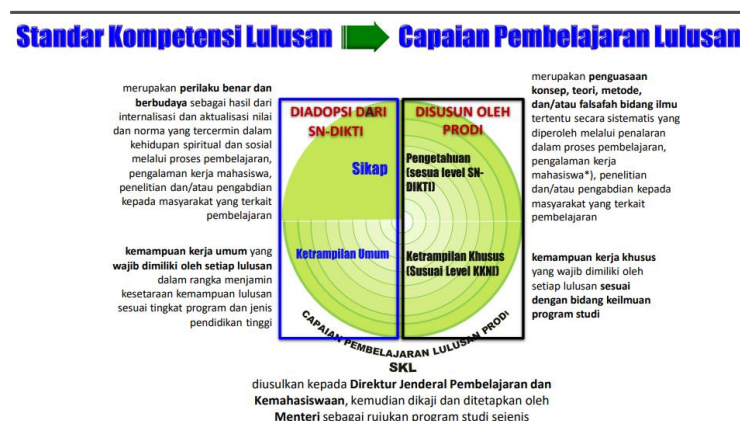 Standar Kompetensi Lulusan Capaian Pembelajaran Lulusan
merupakan perilaku benar dan
berbudaya sebagai hasil dari
internalisasi dan aktualisasi nilai
dan norma yang tercermin dalam
kehidupan spiritual dan sosial
melalui proses pembelajaran,
pengalaman kerja mahasiswa,
penelitian dan/atau pengabdian
kepada masyarakat yang terkait
pembelajaran
kemampuan kerja umum yang
wajib dimiliki oleh setiap lulusan
dalam rangka menjamin
kesetaraan kemampuan lulusan
sesuai tingkat program dan jenis
pendidikan tinggi
DIADOPSI DARI
SN-DIKTI
Sikap
Ketrampilan Umum
DISUSUN OLEH
PRODI
Pengetahuan
(sesua level SN-
DIKTI)
Ketrampilan Khusus
(Susuai Level KKNI)
merupakan penguasaan
konsep, teori, metode,
dan/atau falsafah bidang ilmu
tertentu secara sistematis yang
diperoleh melalui penalaran
dalam proses pembelajaran,
pengalaman kerja
mahasiswa*), penelitian
dan/atau pengabdian kepada
masyarakat yang terkait
pembelajaran
kemampuan kerja khusus
yang wajib dimiliki oleh
setiap lulusan sesuai
dengan bidang keilmuan
program studi
CAPAIAN PEMBELAJARAN LULUSAN PRODI
SKL
diusulkan kepada Direktur Jenderal Pembelajaran dan
Kemahasiswaan, kemudian dikaji dan ditetapkan oleh
Menteri sebagai rujukan program studi sejenis